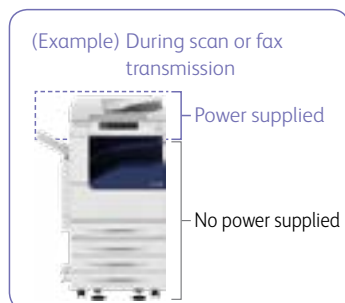 (Example) During scan or fax
transmission
Power supplied
No power supplied